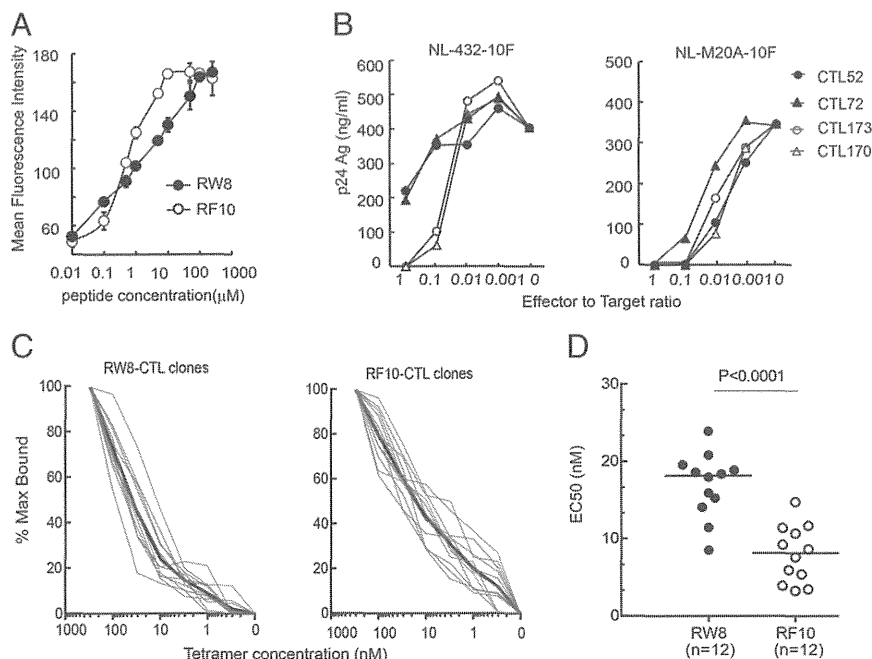 A
Mean Fluorescence Intensity
180
140
100
60
0.01 0.1 1 10 100 1000
peptide concentration(μM)
RW8
RF10
B
NL-432-10F
p24 Ag (ng/ml)
600
500
400
300
200
100
0
1 0.1 0.01 0.001 0
NL-M20A-10F
500
400
300
200
100
0
1 0.1 0.01 0.001 0
Effector to Target ratio
CTL52
CTL72
CTL173
CTL170
C
RW8-CTL clones
% Max Bound
100
80
60
40
20
0
1000 100 10 1 0
RF10-CTL clones
100
80
60
40
20
0
1000 100 10 1 0
Tetramer concentration (nM)
D
P<0.0001
EC50 (nM)
30
20
10
0
RW8 RF10
(n=12) (n=12)